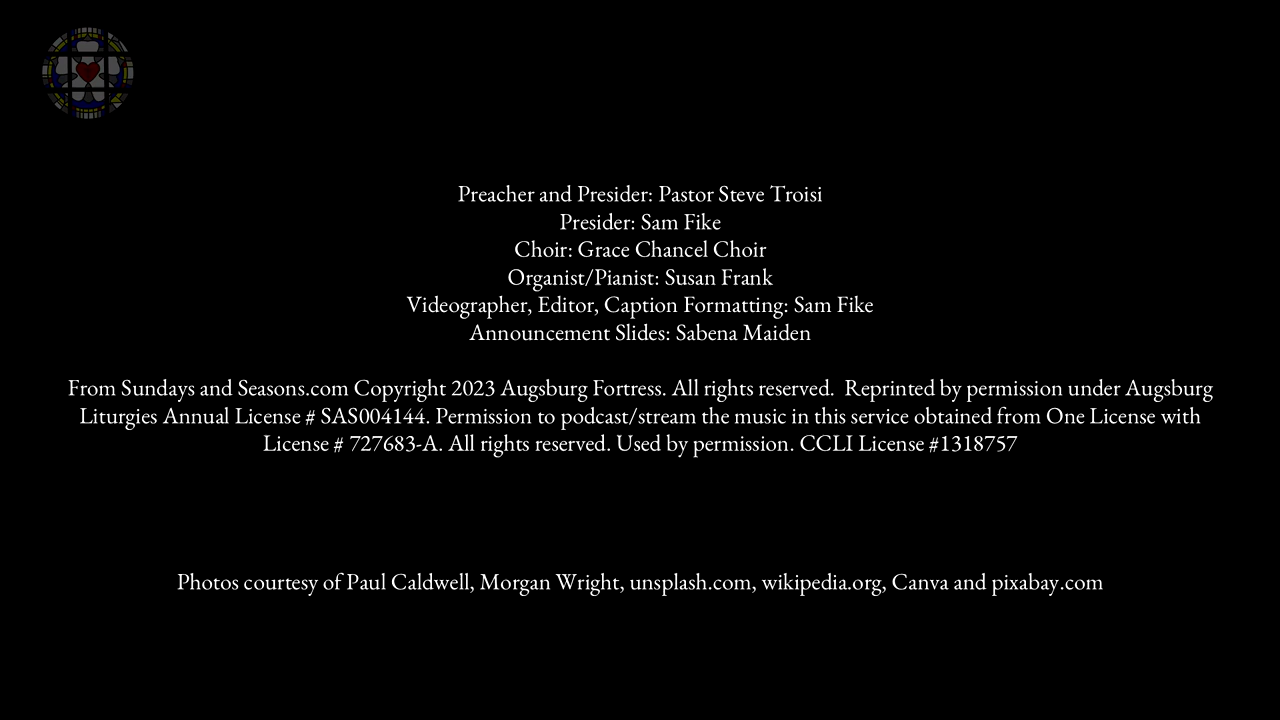 Preacher and Presider: Pastor Steve Troisi
Presider: Sam Fike
Choir: Grace Chancel Choir
Organist/Pianist: Susan Frank
Videographer, Editor, Caption Formatting: Sam Fike
Announcement Slides: Sabena Maiden
From Sundays and Seasons.com Copyright 2023 Augsburg Fortress. All rights reserved.  Reprinted by permission under Augsburg
Liturgies Annual License # SAS004144. Permission to podcast/stream the music in this service obtained from One License with
License # 727683-A. All rights reserved. Used by permission. CCLI License #1318757
Photos courtesy of Paul Caldwell, Morgan Wright, unsplash.com, wikipedia.org, Canva and pixabay.com